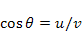 cos θ = u/v